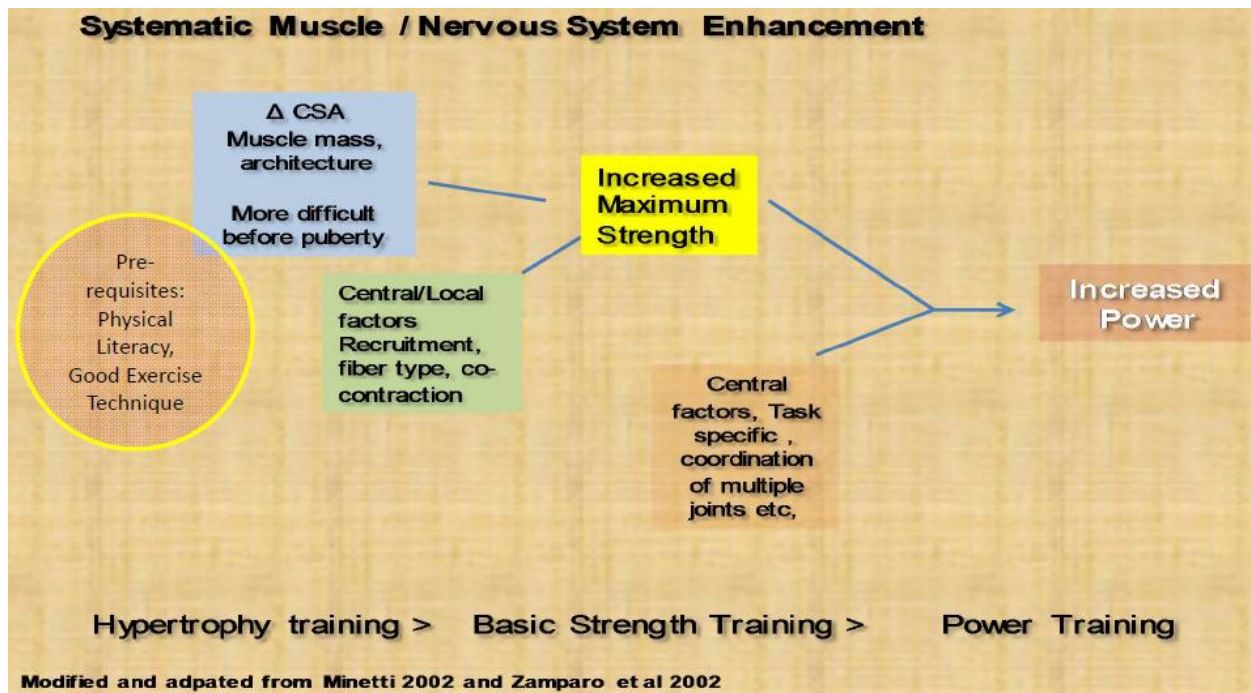 Systematic Muscle / Nervous System Enhancement
Δ CSA
Muscle mass,
architecture
More difficult
before puberty
Pre-
requisites:
Physical
Literacy,
Good Exercise
Technique
Central/Local
factors
Recruitment,
fiber type, co-
contraction
Increased
Maximum
Strength
Central
factors, Task
specific ,
coordination
of multiple
joints etc,
Increased
Power
Hypertrophy training > Basic Strength Training > Power Training
Modified and adpated from Minetti 2002 and Zamparo et al 2002